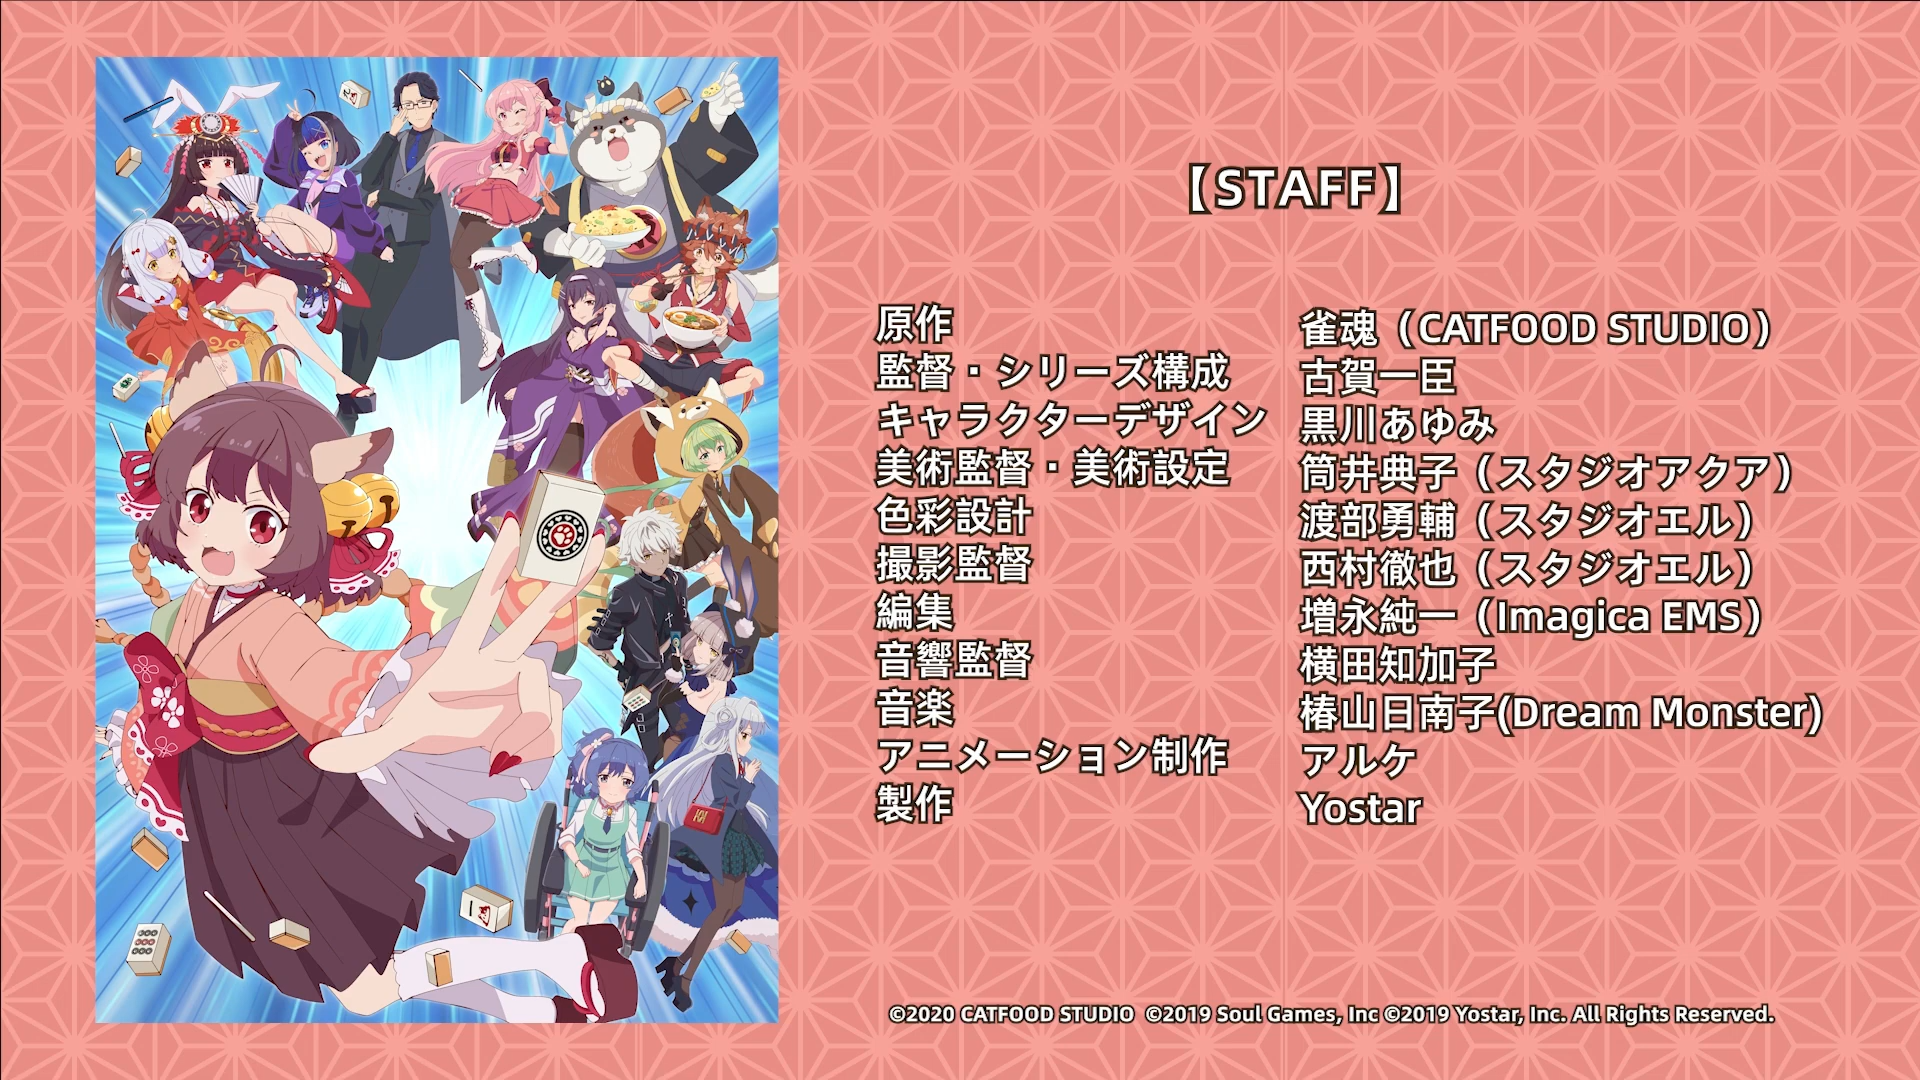 【STAFF】
原作 雀魂（CATFOOD STUDIO）
監督・シリーズ構成 古賀一臣
キャラクターデザイン 黒川あゆみ
美術監督・美術設定 筒井典子（スタジオアクア）
色彩設計 渡部勇輔（スタジオエル）
撮影監督 西村徹也（スタジオエル）
編集 増永純一（Imagica EMS）
音響監督 横田知加子
音楽 椿山日南子(Dream Monster)
アニメーション制作 アルケ
製作 Yostar
©2020 CATFOOD STUDIO ©2019 Soul Games, Inc ©2019 Yostar, Inc. All Rights Reserved.